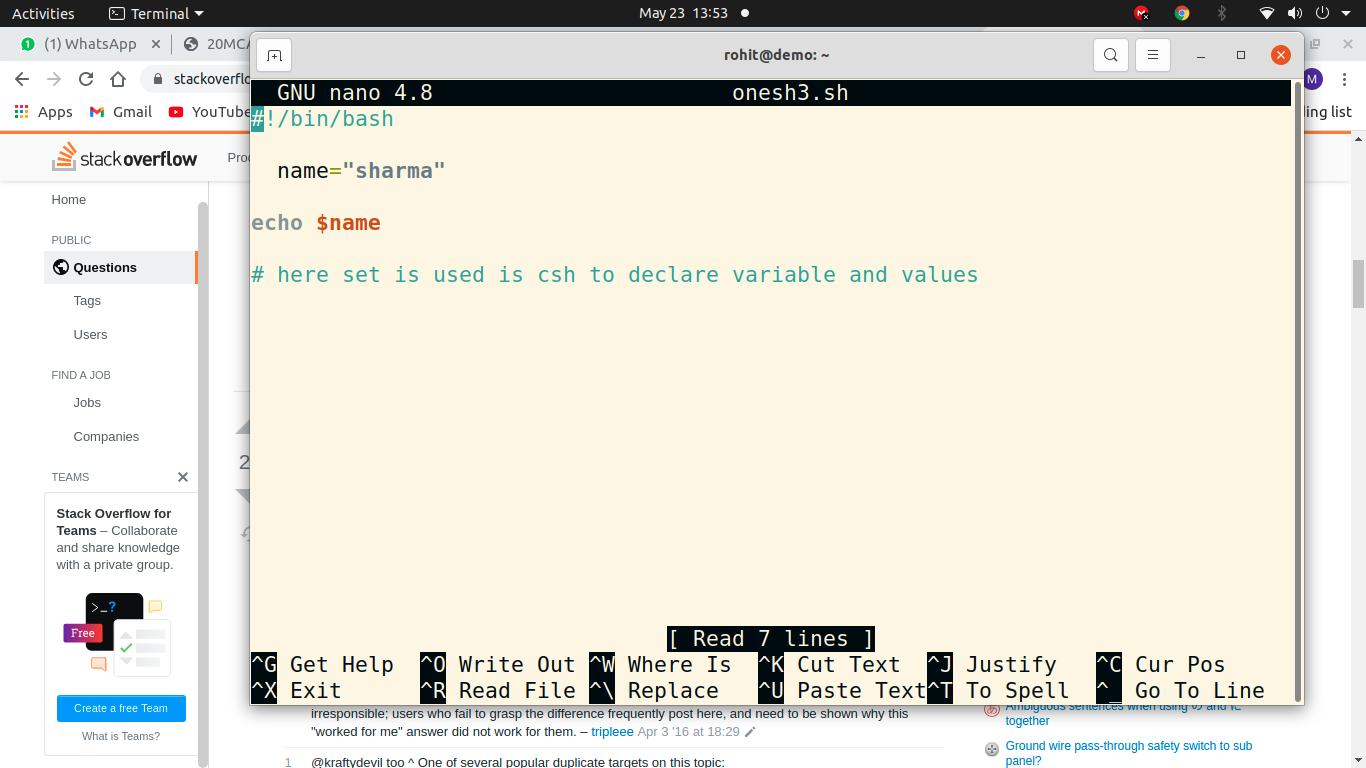 Activities
Terminal
May 23 13:53
(1) WhatsApp
20MCA
rohit@demo: ~
stackoverflo
M
Apps
Gmail
YouTube
ing list
GNU nano 4.8 onesh3.sh
#!/bin/bash
name="sharma"
echo $name
# here set is used is csh to declare variable and values
[ Read 7 lines ]
^G Get Help ^O Write Out ^W Where Is ^K Cut Text ^J Justify ^C Cur Pos
^X Exit ^R Read File ^\ Replace ^U Paste Text ^T To Spell ^_ Go To Line
stackoverflow
Proc
Home
PUBLIC
Questions
Tags
Users
FIND A JOB
Jobs
Companies
TEAMS
Stack Overflow for
Teams – Collaborate
and share knowledge
with a private group.
>_?
Free
Create a free Team
What is Teams?
2
irresponsible; users who fail to grasp the difference frequently post here, and need to be shown why this
"worked for me" answer did not work for them. – tripleee Apr 3 '16 at 18:29
1 @kraftydevil too ^ One of several popular duplicate targets on this topic:
Ambiguous sentences when using の and に
together
Ground wire pass-through safety switch to sub
panel?